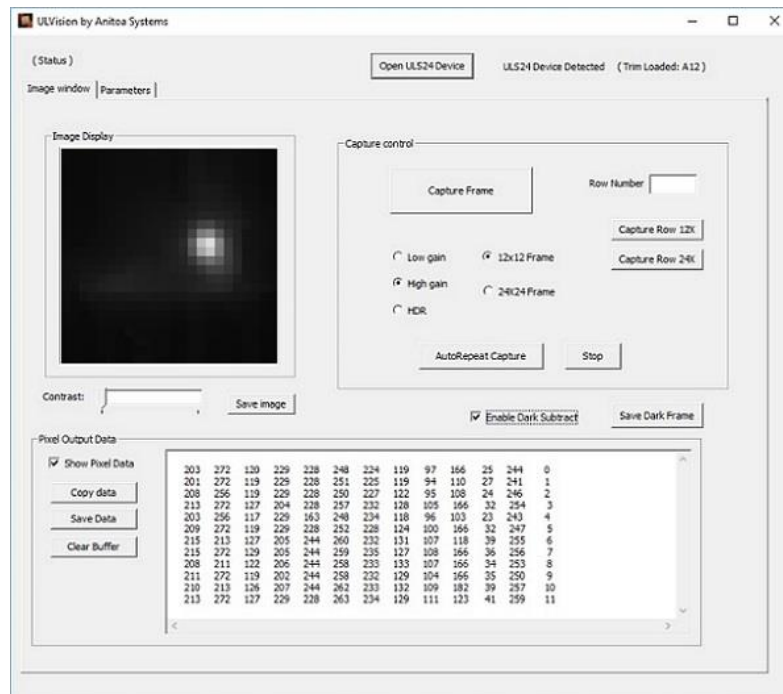 ULVision by Anitoa Systems
( Status )
Open ULS24 Device
ULS24 Device Detected ( Trim Loaded: A12 )
Image window Parameters
Image Display
Capture control
Capture Frame
Row Number
Capture Row 12X
Low gain 12x12 Frame
Capture Row 24X
High gain 24X24 Frame
HDR
AutoRepeat Capture Stop
Contrast:
Save image
Enable Dark Subtract Save Dark Frame
Pixel Output Data
Show Pixel Data
Copy data
Save Data
Clear Buffer
203 272 120 229 228 248 224 119 97 166 25 244 0
201 272 119 229 228 251 225 119 94 110 27 241 1
208 256 119 229 228 250 227 122 95 108 24 246 2
213 272 127 204 228 257 232 128 105 166 32 254 3
203 256 117 229 163 248 234 118 96 103 23 243 4
209 272 119 229 228 252 228 124 100 166 32 247 5
215 213 127 205 244 260 232 131 107 118 39 255 6
215 272 129 205 244 259 235 127 108 166 36 256 7
208 211 122 206 244 258 233 133 107 166 34 253 8
211 272 119 202 244 258 232 129 104 166 35 250 9
210 213 126 207 244 262 233 132 109 182 39 257 10
213 272 127 229 228 263 234 129 111 123 41 259 11